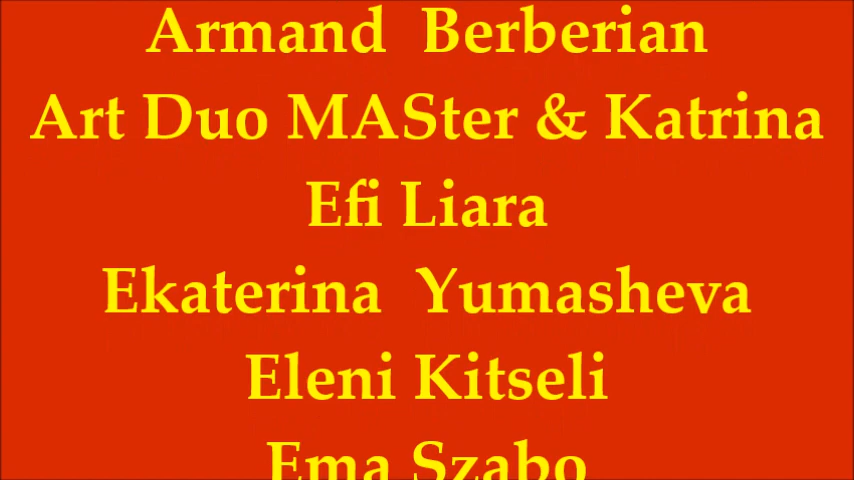 Armand Berberian
Art Duo MASter & Katrina
Efi Liara
Ekaterina Yumasheva
Eleni Kitseli
Ema Szabo